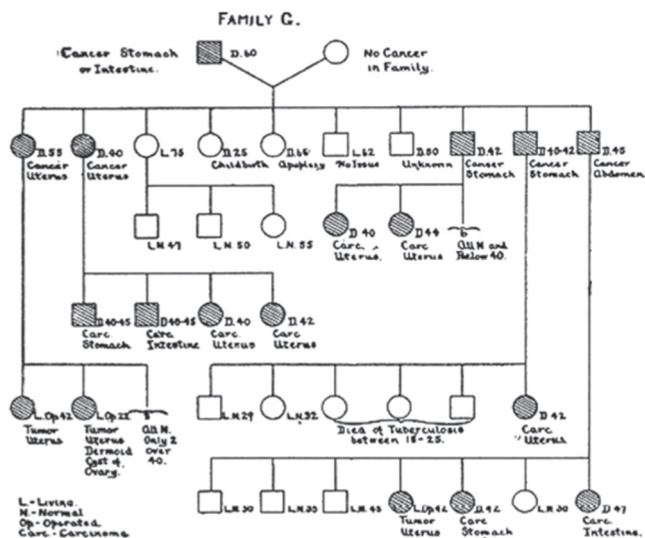 FAMILY G.
Cancer Stomach
or Intestine.
D.60
No Cancer
in Family.
D.55
Cancer
Uterus
D.40
Cancer
Uterus
L.75
D.25
Childbirth
D.66
Apoplexy
L.62
No Issue
D.50
Unknown
D.42
Cancer
Stomach
D.40-42
Cancer
Stomach
D.45
Cancer
Abdomen
L.N.47
L.N.50
L.N.55
D.40
Carc.
Uterus.
D.44
Carc
Uterus
6
All N and
Below 40.
D.40-45
Carc
Stomach
D.40-45
Carc
Intestine
D.40
Carc
Uterus
D.42
Carc
Uterus
L.Op.42
Tumor
Uterus
Tumor
Uterus
Dermoid
Cyst of
Ovary.
All N.
Only 2
over
40.
L.N.29
L.N.32
Died of Tuberculosis
between 18-25.
D.42
Carc
Uterus
L.N.30
L.N.35
L.N.45
L.Op.42
Tumor
Uterus
D.42
Carc
Stomach
L.N.30
D.47
Carc
Intestine.
L-Living.
N-Normal
Op-Operated
Carc-Carcinoma